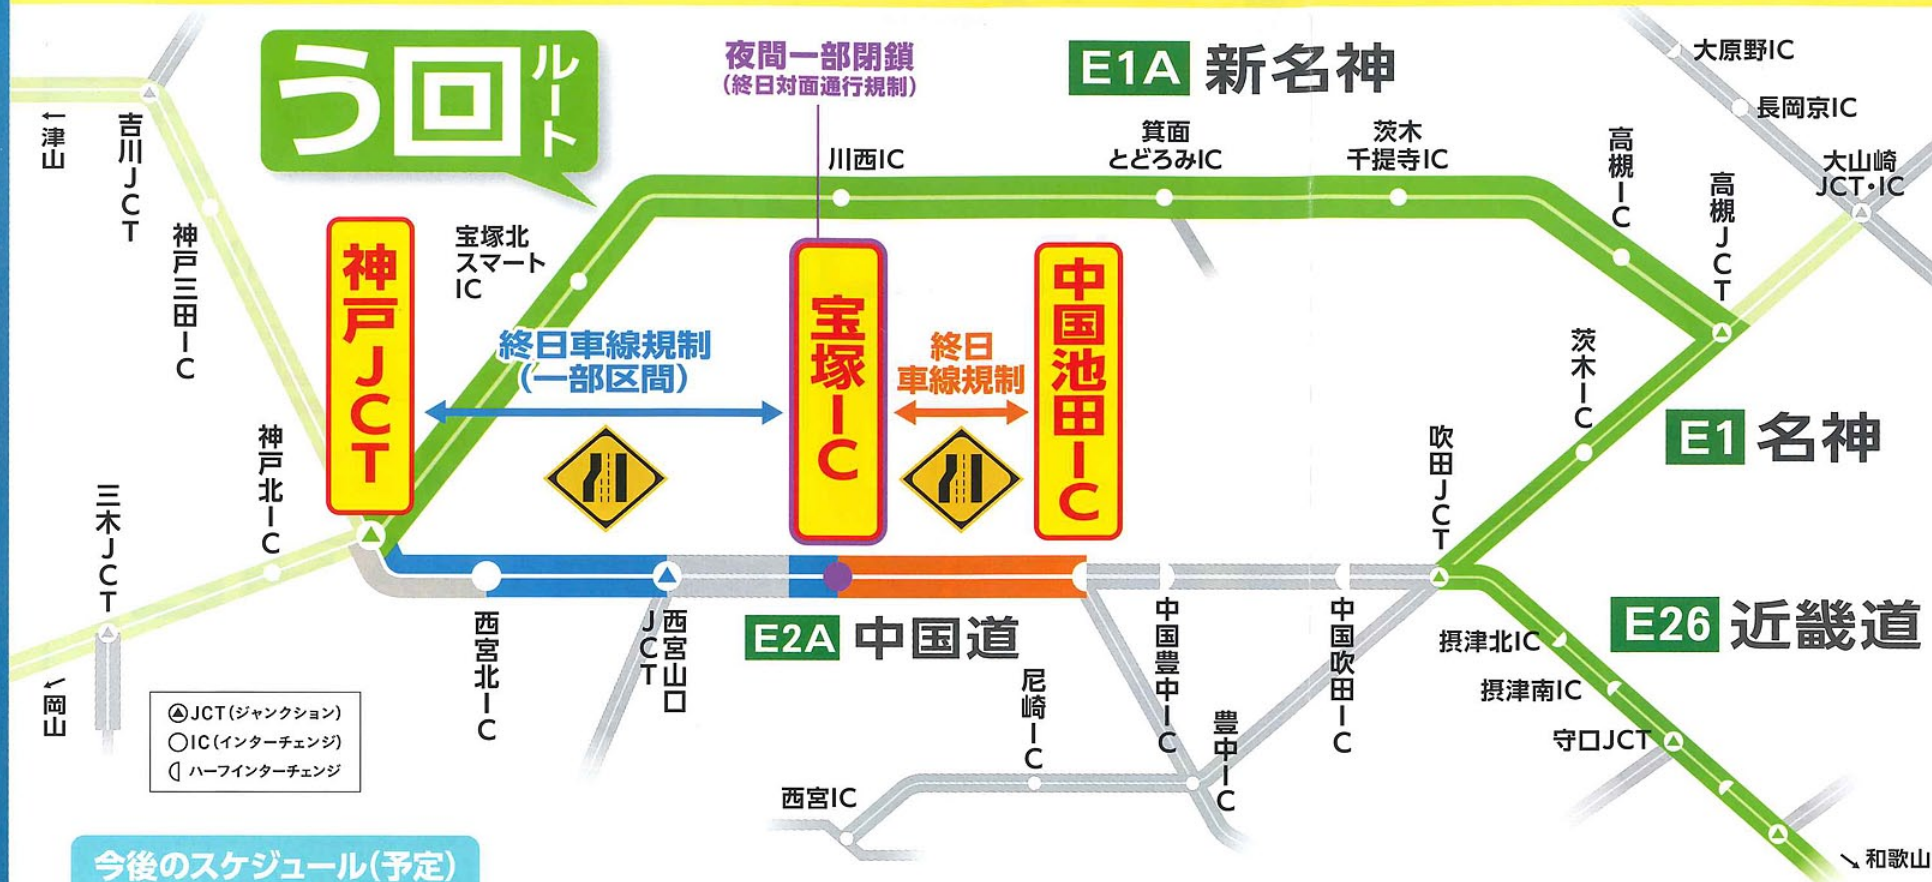 う回
ルート
夜間一部閉鎖
(終日対面通行規制)
E1A 新名神
大原野IC
長岡京IC
大山崎
JCT・IC
←津山
吉川JCT
神戸三田IC
川西IC
箕面
とどろみIC
茨木
千提寺IC
高槻IC
高槻JCT
宝塚北
スマート
IC
神戸JCT
終日車線規制
(一部区間)
宝塚IC
終日
車線規制
中国池田IC
茨木IC
E1 名神
吹田JCT
神戸北IC
三木JCT
←岡山
西宮北IC
西宮山口
JCT
E2A 中国道
中国豊中IC
中国吹田IC
E26 近畿道
摂津北IC
摂津南IC
守口JCT
尼崎IC
豊中IC
西宮IC
→和歌山
JCT(ジャンクション)
IC(インターチェンジ)
ハーフインターチェンジ
今後のスケジュール(予定)